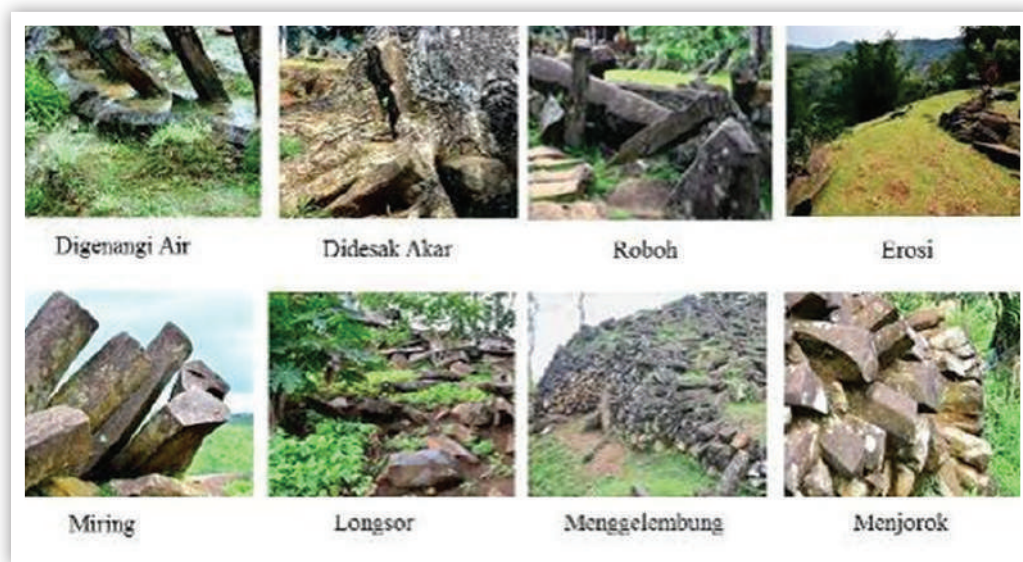 Digenangi Air
Didesak Akar
Roboh
Erosi
Miring
Longsor
Menggelembung
Menjorok